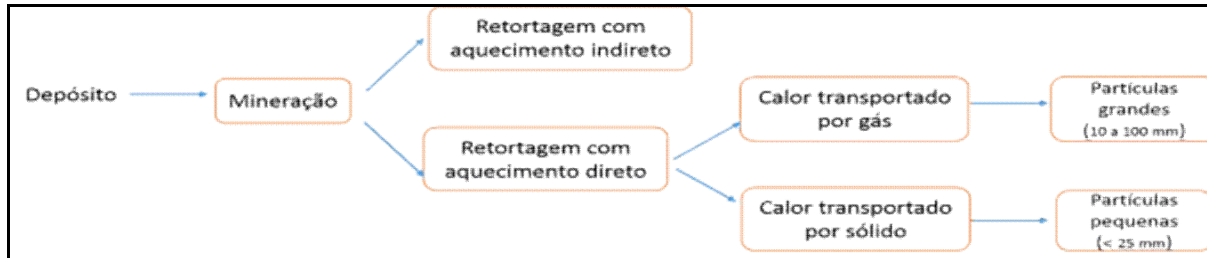 Depósito
Mineração
Retortagem com
aquecimento indireto
Retortagem com
aquecimento direto
Calor transportado
por gás
Partículas
grandes
(10 a 100 mm)
Calor transportado
por sólido
Partículas
pequenas
(< 25 mm)